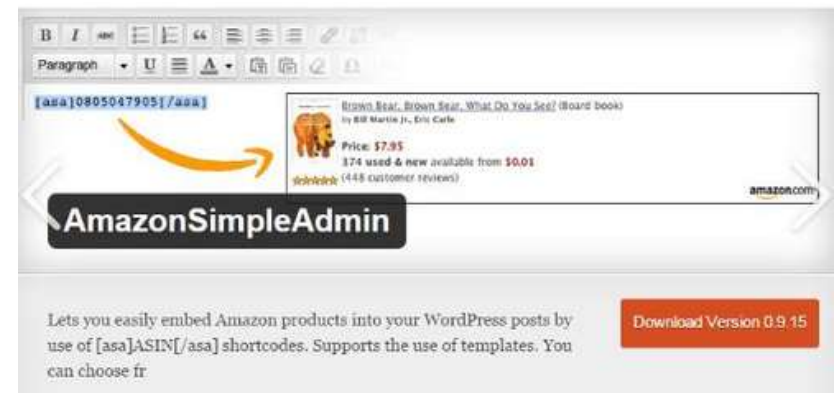 B I ABC
Paragraph U A
[asa]0805047905[/asa]
Brown Bear, Brown Bear, What Do You See? (Board book)
by Bill Martin Jr., Eric Carle
Price: $7.95
374 used & new available from $0.01
(448 customer reviews)
amazon.com
AmazonSimpleAdmin
Lets you easily embed Amazon products into your WordPress posts by
use of [asa]ASIN[/asa] shortcodes. Supports the use of templates. You
can choose fr
Download Version 0.9.15